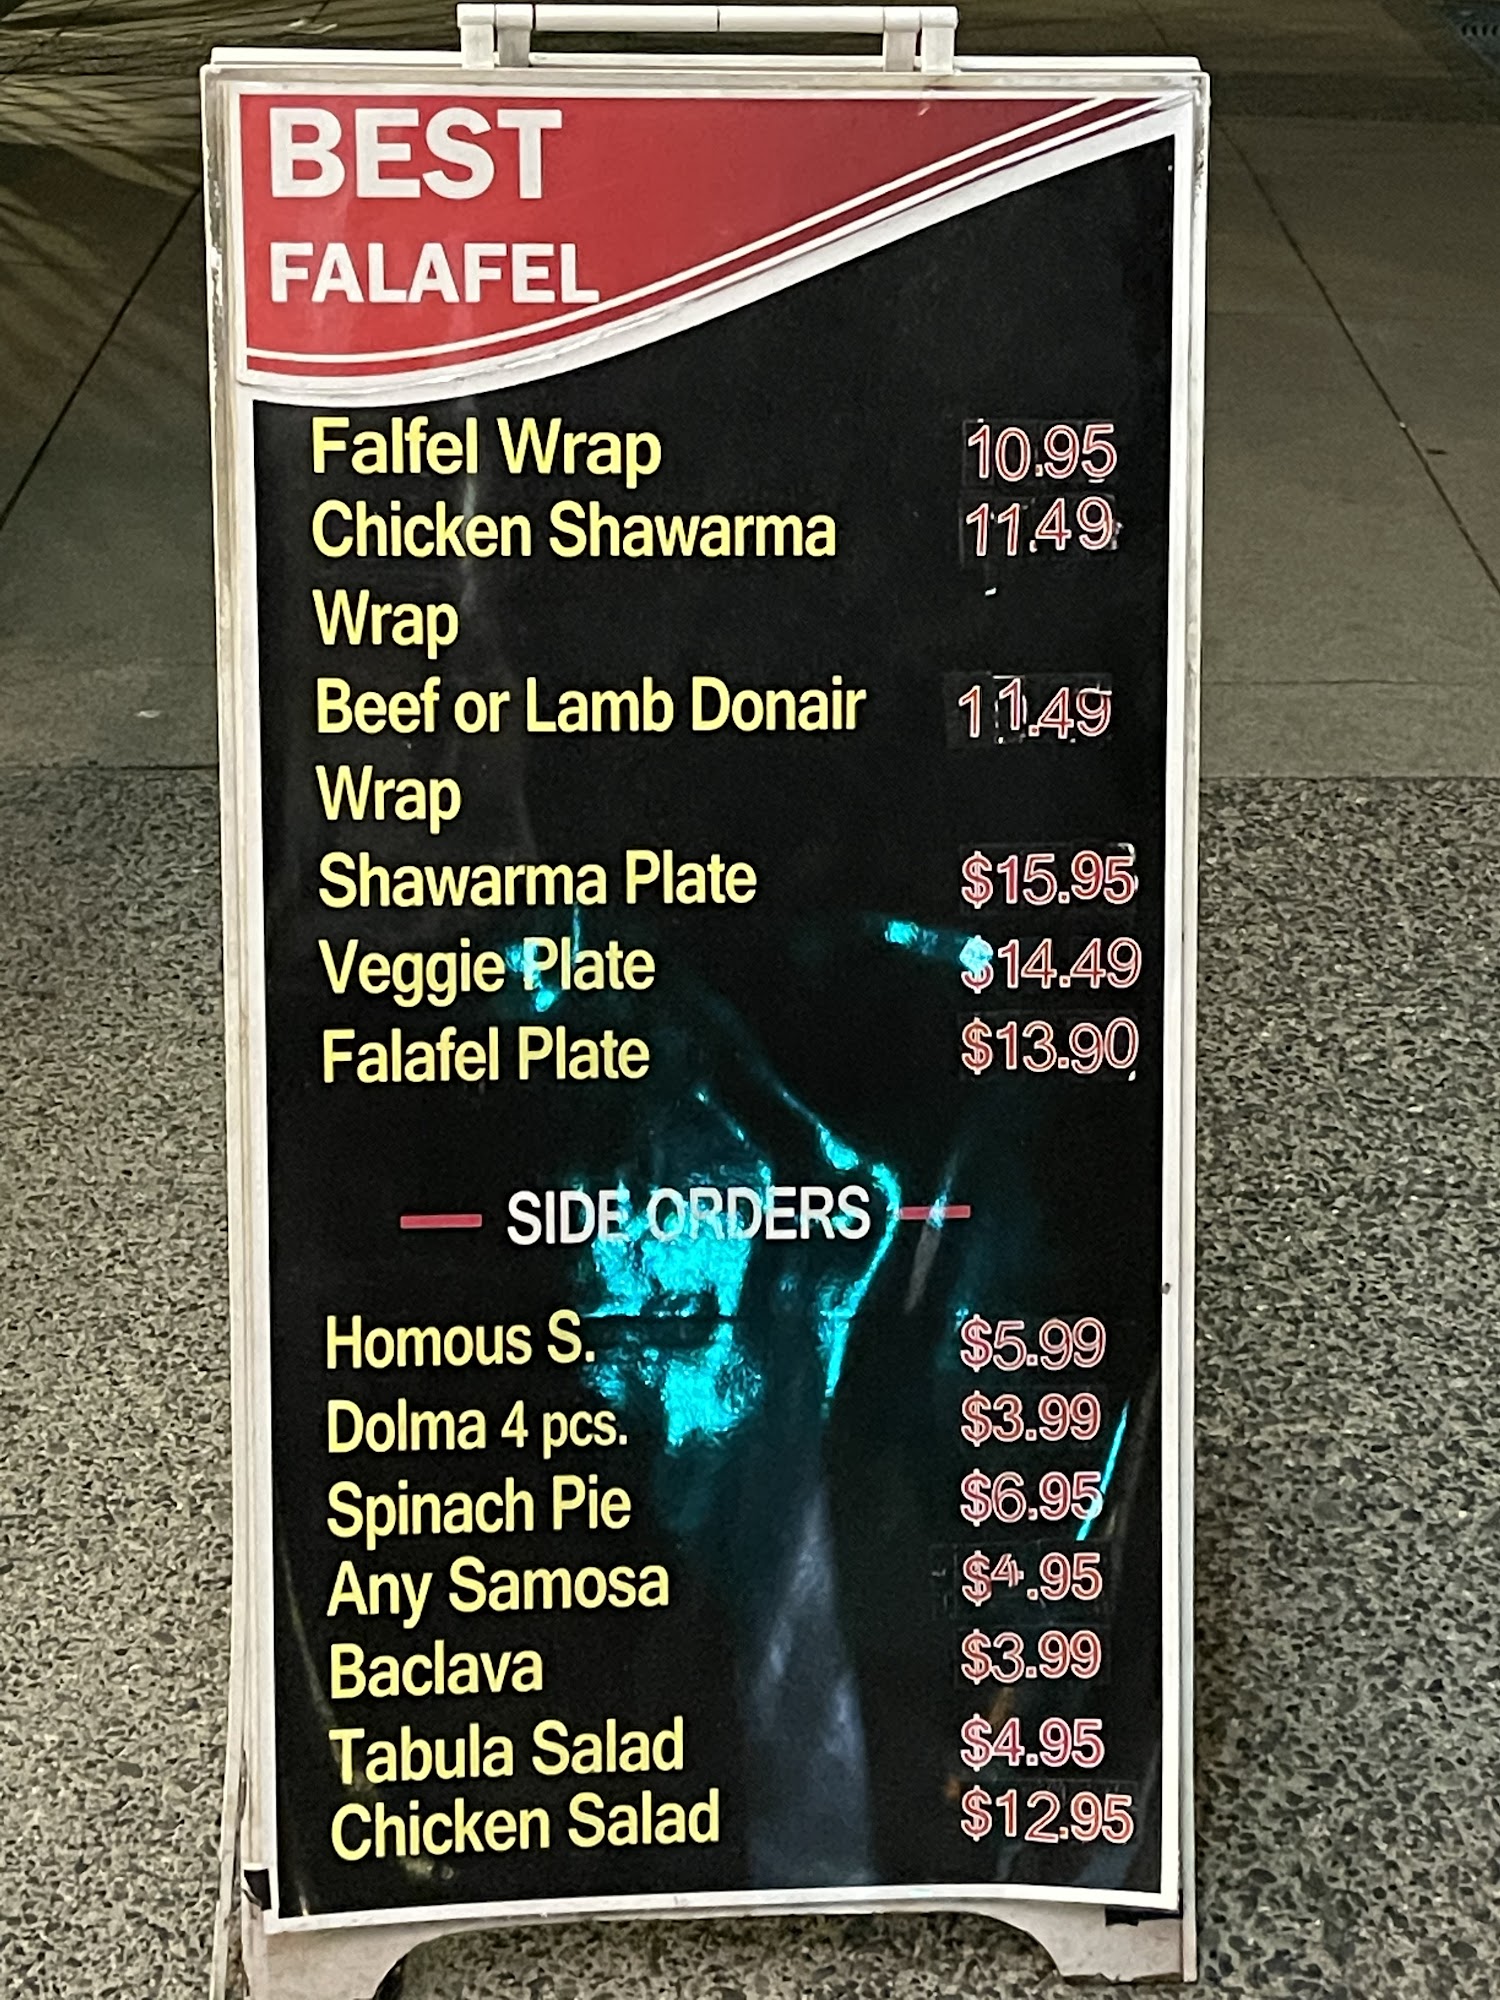 BEST
FALAFEL
Falfel Wrap 10.95
Chicken Shawarma 11.49
Wrap
Beef or Lamb Donair 11.49
Wrap
Shawarma Plate $15.95
Veggie Plate $14.49
Falafel Plate $13.90
SIDE ORDERS
Homous S. $5.99
Dolma 4 pcs. $3.99
Spinach Pie $6.95
Any Samosa $4.95
Baclava $3.99
Tabula Salad $4.95
Chicken Salad $12.95